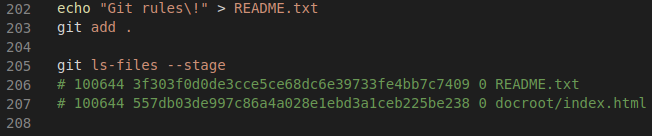 202 echo "Git rules\!" > README.txt
203 git add .
204
205 git ls-files --stage
206 # 100644 3f303f0d0de3cce5ce68dc6e39733fe4bb7c7409 0 README.txt
207 # 100644 557db03de997c86a4a028e1ebd3a1ceb225be238 0 docroot/index.html
208